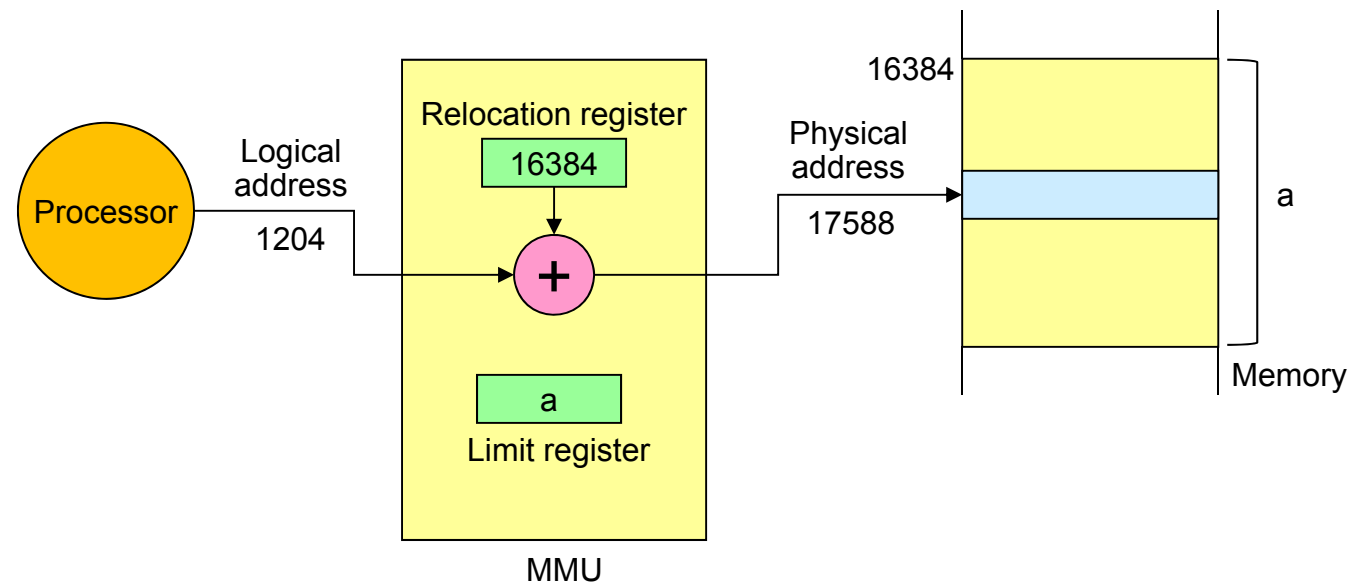 Processor
Logical
address
1204
Relocation register
16384
+
a
Limit register
MMU
Physical
address
17588
16384
a
Memory